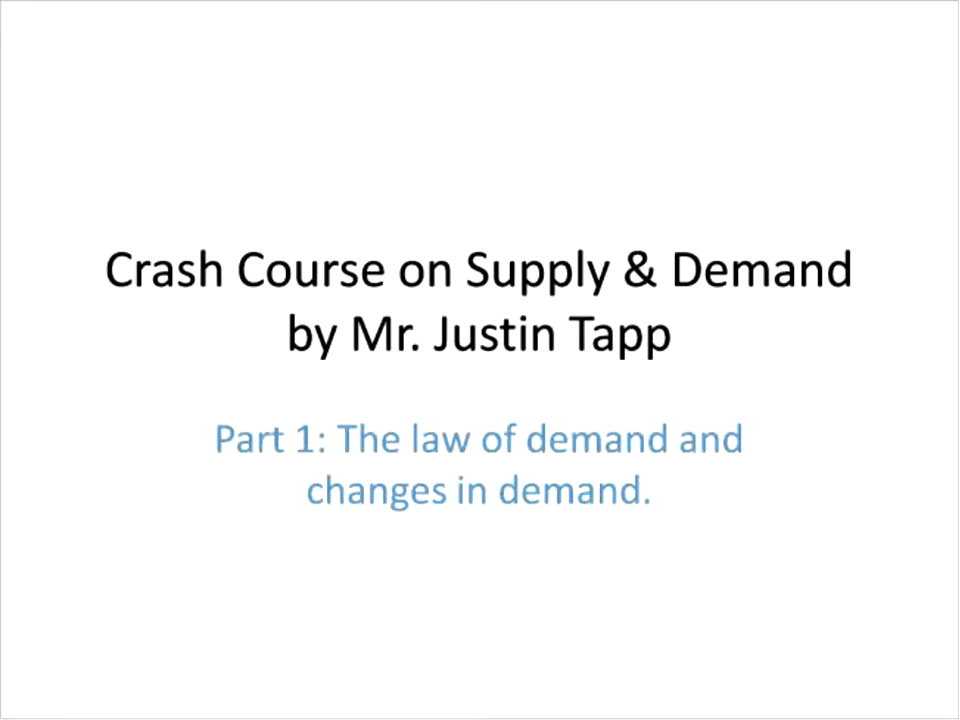 Crash Course on Supply & Demand
by Mr. Justin Tapp
Part 1: The law of demand and
changes in demand.